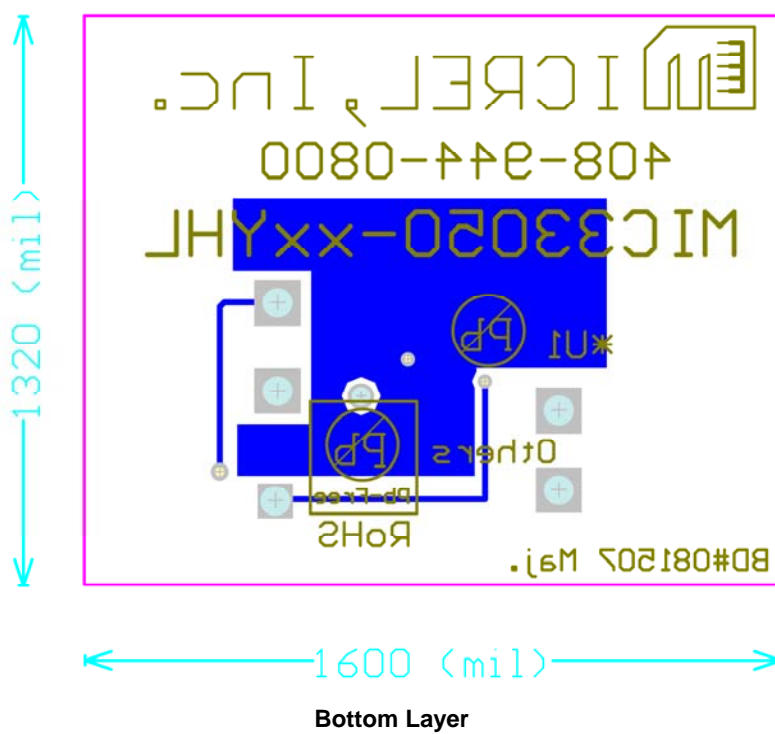 MICREL, Inc.
408-944-0800
MIC33050-xxYHL
1320 (mil)
Pb
*U1
Pb
Others
Pb-Free
RoHS
BD#081507 Maj.
1600 (mil)
Bottom Layer